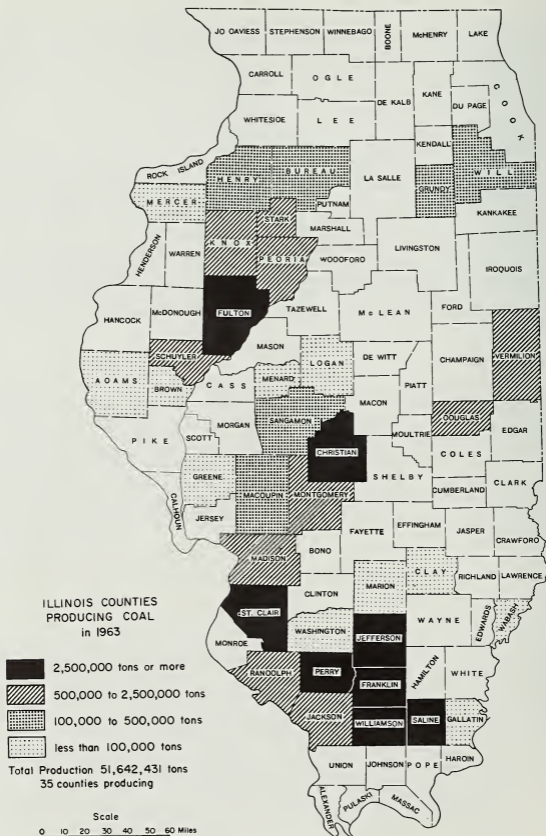 JO DAVIESS STEPHENSON WINNEBAGO BOONE McHENRY LAKE
CARROLL OGLE DE KALB KANE COOK
DU PAGE
WHITESIDE LEE
KENDALL
ROCK ISLAND HENRY BUREAU LA SALLE GRUNDY WILL
MERCER PUTNAM
STARK KANKAKEE
KNOX MARSHALL
HENDERSON WARREN PEORIA WOODFORD LIVINGSTON
IROQUOIS
FULTON TAZEWELL McLEAN FORD
HANCOCK McDONOUGH
MASON
SCHUYLER LOGAN DE WITT CHAMPAIGN VERMILION
ADAMS BROWN CASS MENARD PIATT
MACON
SANGAMON DOUGLAS
MORGAN MOULTRIE EDGAR
PIKE SCOTT CHRISTIAN
COLES
GREENE SHELBY
MACOUPIN MONTGOMERY CUMBERLAND CLARK
CALHOUN JERSEY
FAYETTE EFFINGHAM JASPER CRAWFORD
BOND
MADISON CLAY
RICHLAND LAWRENCE
CLINTON MARION
ST. CLAIR WAYNE EDWARDS WABASH
WASHINGTON JEFFERSON
MONROE
RANDOLPH PERRY FRANKLIN HAMILTON WHITE
JACKSON WILLIAMSON SALINE GALLATIN
UNION JOHNSON POPE HARDIN
ALEXANDER PULASKI MASSAC
ILLINOIS COUNTIES
PRODUCING COAL
in 1963
2,500,000 tons or more
500,000 to 2,500,000 tons
100,000 to 500,000 tons
less than 100,000 tons
Total Production 51,642,431 tons
35 counties producing
Scale
0 10 20 30 40 50 60 Miles